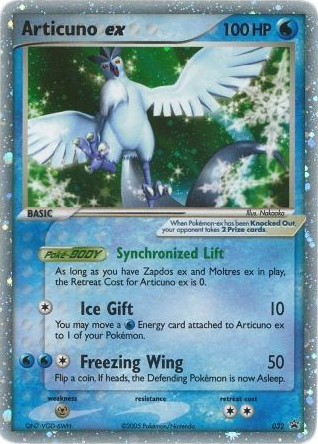 Articuno ex 100 HP
BASIC
Illus. Nakaoka
When Pokémon-ex has been Knocked Out,
your opponent takes 2 Prize cards.
Poké-BODY Synchronized Lift
As long as you have Zapdos ex and Moltres ex in play,
the Retreat Cost for Articuno ex is 0.
Ice Gift 10
You may move a Energy card attached to Articuno ex
to 1 of your Pokémon.
Freezing Wing 50
Flip a coin. If heads, the Defending Pokémon is now Asleep.
weakness resistance retreat cost
©2005 Pokémon/Nintendo 032